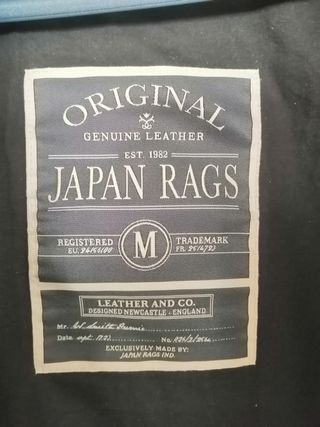 ORIGINAL
GENUINE LEATHER
EST. 1982
JAPAN RAGS
REGISTERED M TRADEMARK
LEATHER AND CO.
DESIGNED NEWCASTLE - ENGLAND
Mr.
Date sept. No.
EXCLUSIVELY MADE BY:
JAPAN RAGS IND.